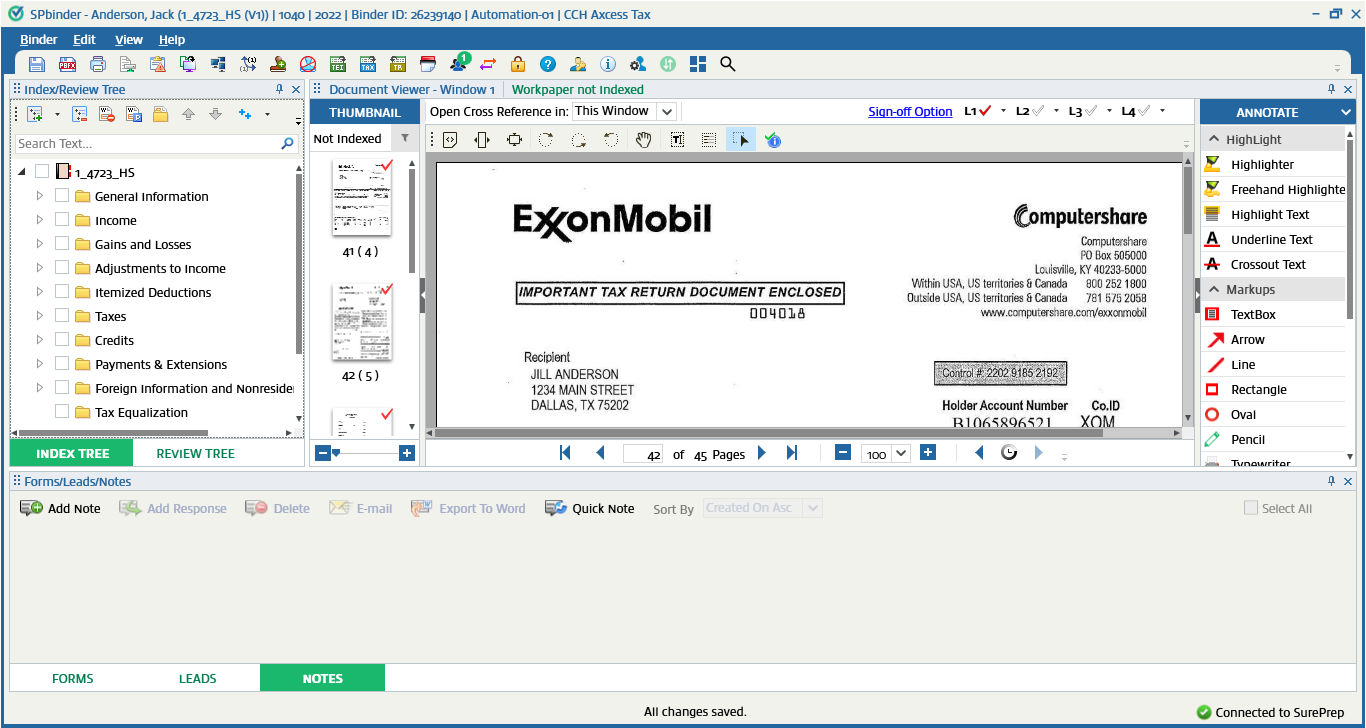 SPbinder - Anderson, Jack (1_4723_HS (V1)) | 1040 | 2022 | Binder ID: 26239140 | Automation-01 | CCH Axcess Tax
Binder Edit View Help
PBFX TEI TAX TR 1
Index/Review Tree
Search Text...
1_4723_HS
General Information
Income
Gains and Losses
Adjustments to Income
Itemized Deductions
Taxes
Credits
Payments & Extensions
Foreign Information and Nonreside
Tax Equalization
INDEX TREE REVIEW TREE
Document Viewer - Window 1 Workpaper not Indexed
THUMBNAIL
Not Indexed
41 ( 4 )
42 ( 5 )
Open Cross Reference in: This Window
Sign-off Option L1 L2 L3 L4
ExxonMobil
Computershare
Computershare
PO Box 505000
Louisville, KY 40233-5000
Within USA, US territories & Canada 800 252 1800
Outside USA, US territories & Canada 781 575 2058
www.computershare.com/exxonmobil
IMPORTANT TAX RETURN DOCUMENT ENCLOSED
004018
Recipient
JILL ANDERSON
1234 MAIN STREET
DALLAS, TX 75202
Control #: 2202 9185 2192
Holder Account Number Co.ID
B1065896521 XOM
42 of 45 Pages 100
ANNOTATE
HighLight
Highlighter
Freehand Highlighte
Highlight Text
Underline Text
Crossout Text
Markups
TextBox
Arrow
Line
Rectangle
Oval
Pencil
Typewriter
Forms/Leads/Notes
Add Note Add Response Delete E-mail Export To Word Quick Note Sort By Created On Asc Select All
FORMS LEADS NOTES
All changes saved.
Connected to SurePrep